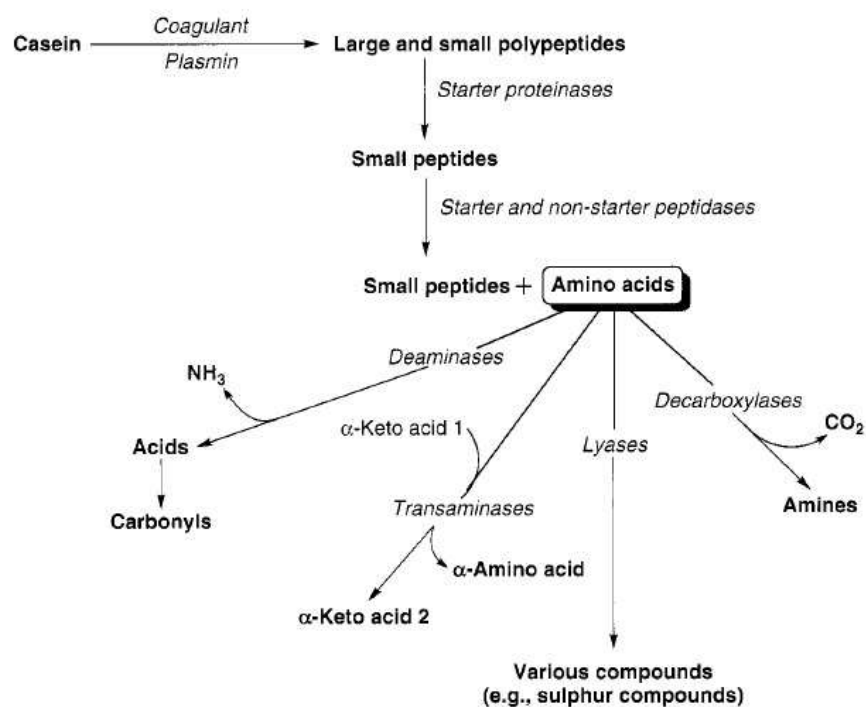 Casein
Coagulant
Plasmin
Large and small polypeptides
Starter proteinases
Small peptides
Starter and non-starter peptidases
Small peptides + Amino acids
Deaminases
NH₃
Acids
Carbonyls
α-Keto acid 1
Transaminases
α-Amino acid
α-Keto acid 2
Lyases
Various compounds
(e.g., sulphur compounds)
Decarboxylases
CO₂
Amines